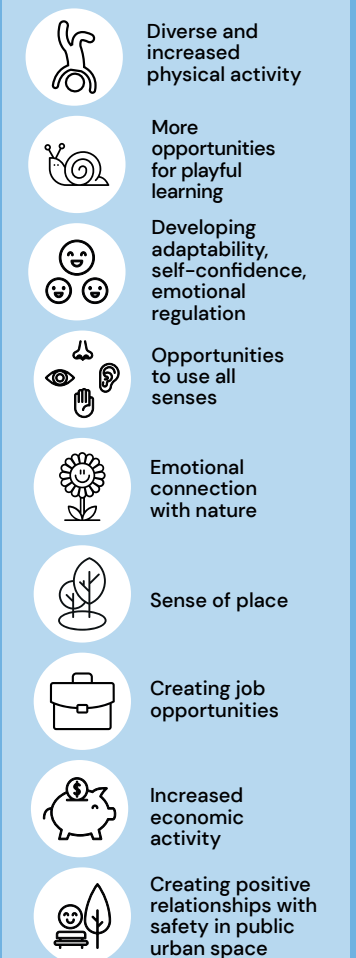 Diverse and
increased
physical activity
More
opportunities
for playful
learning
Developing
adaptability,
self-confidence,
emotional
regulation
Opportunities
to use all
senses
Emotional
connection
with nature
Sense of place
Creating job
opportunities
$
Increased
economic
activity
Creating positive
relationships with
safety in public
urban space